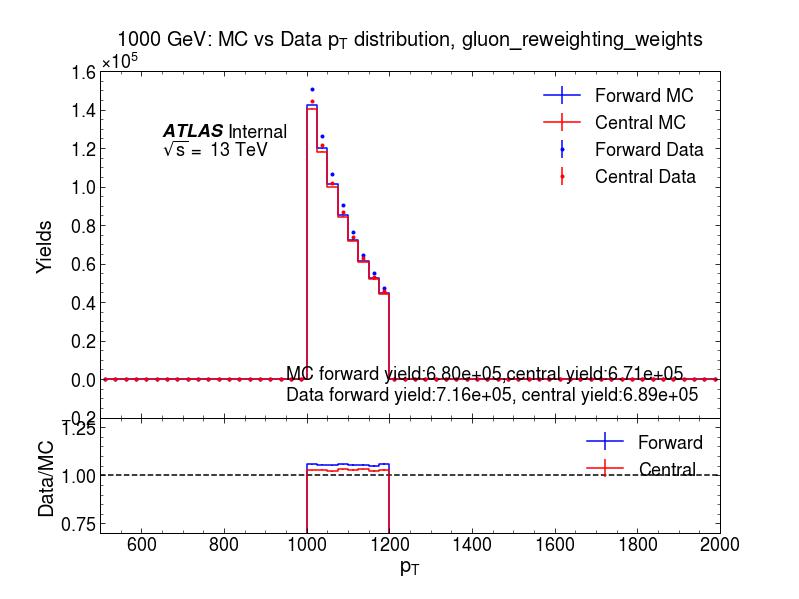 1000 GeV: MC vs Data pT distribution, gluon_reweighting_weights
×10⁵
1.6
1.4
1.2
1.0
0.8
0.6
0.4
0.2
0.0
0.2
Yields
ATLAS Internal
√s = 13 TeV
Forward MC
Central MC
Forward Data
Central Data
MC forward yield:6.80e+05,central yield:6.71e+05
Data forward yield:7.16e+05, central yield:6.89e+05
1.25
1.00
0.75
Data/MC
Forward
Central
600 800 1000 1200 1400 1600 1800 2000
pT